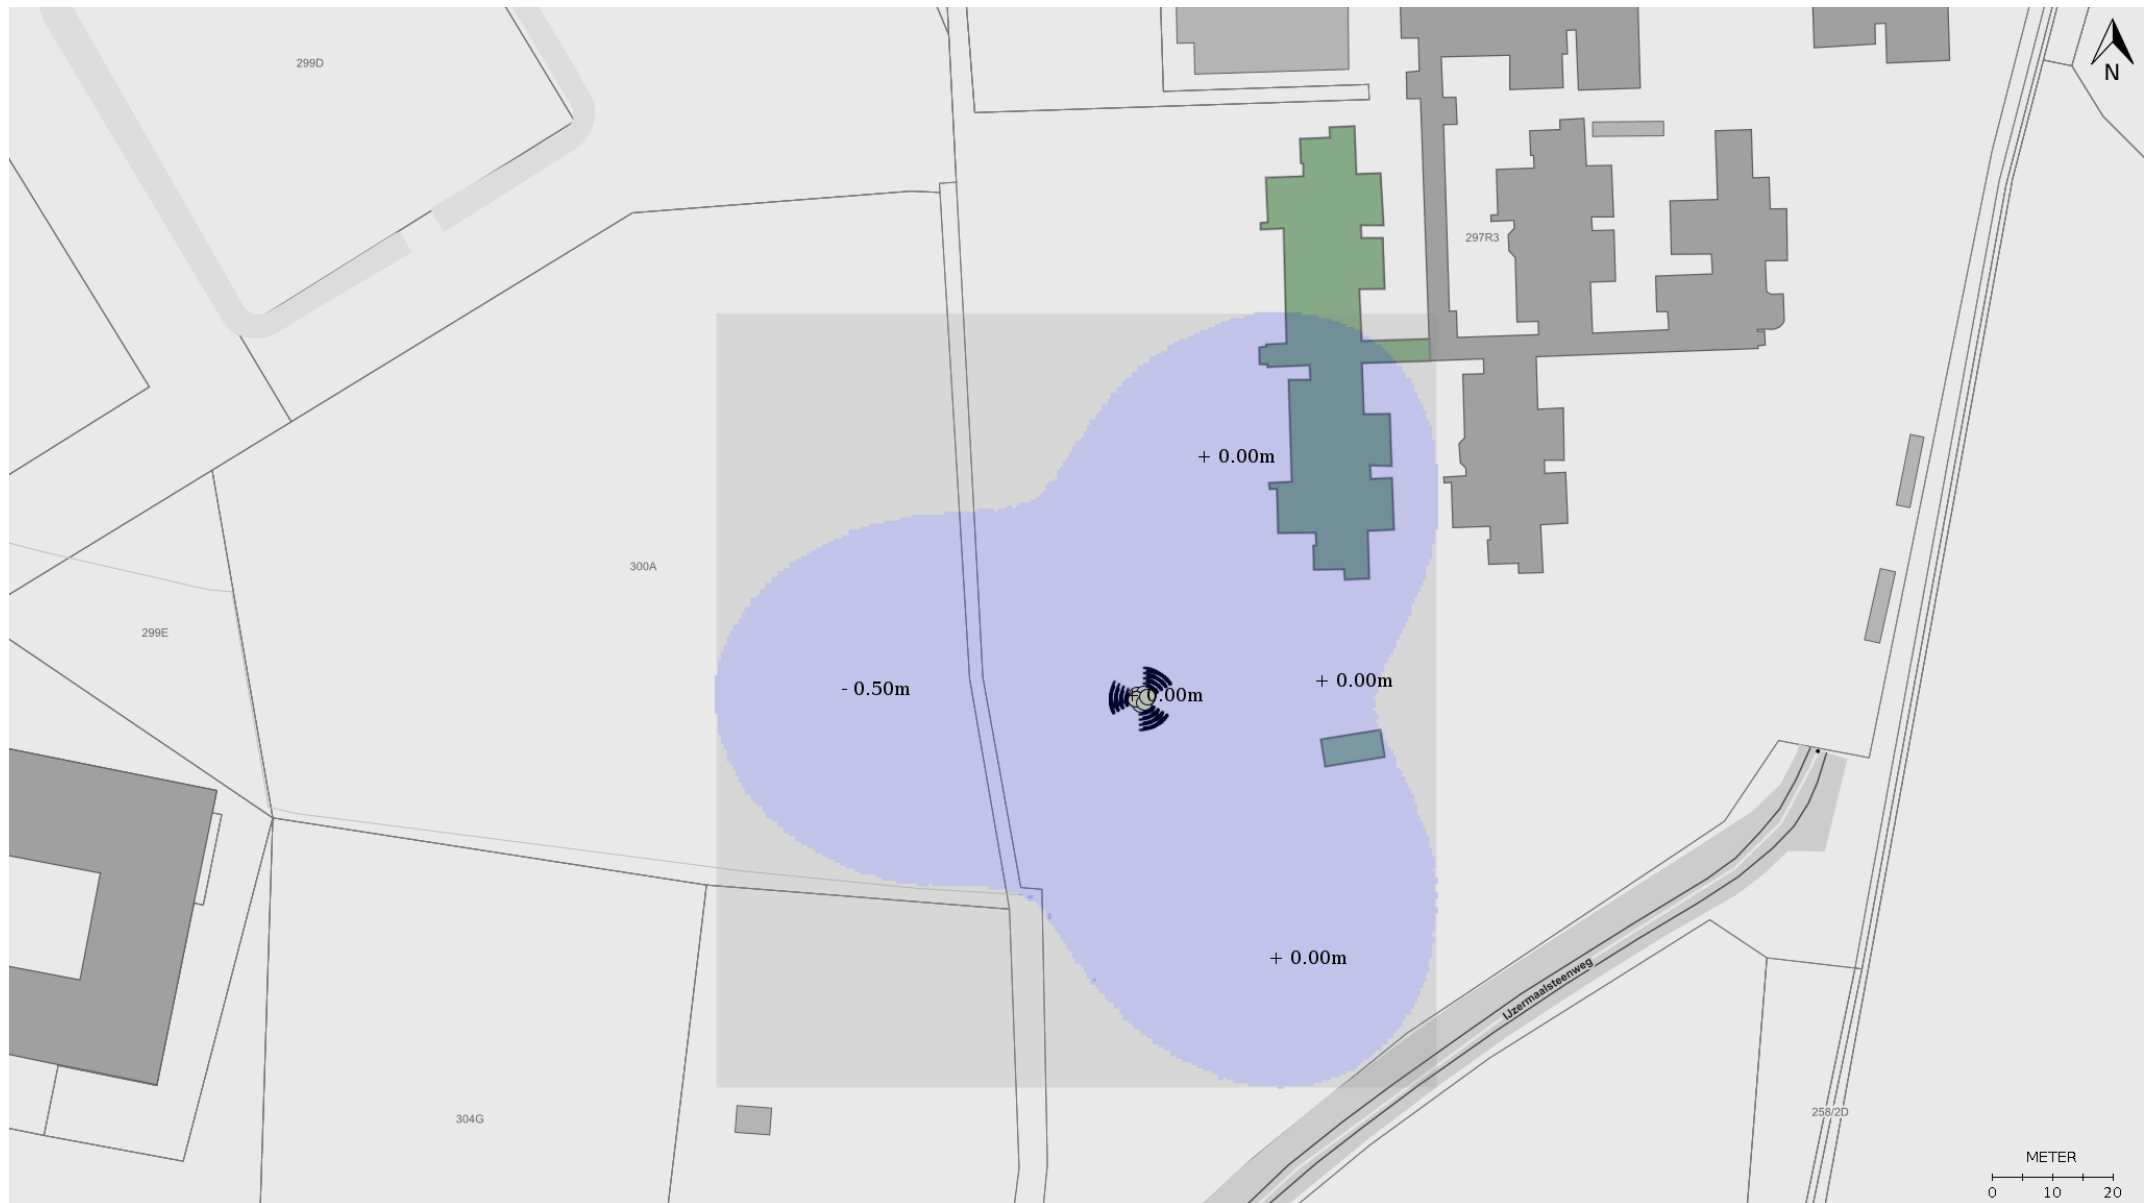 299D
N
297R3
+ 0.00m
300A
299E
+ 0.00m
- 0.50m
+ 0.00m
+ 0.00m
IJzermaalsteenweg
304G
258/2D
METER
0 10 20